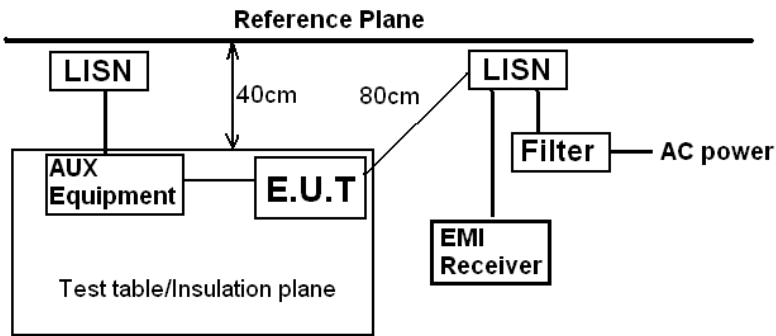 Reference Plane
LISN
40cm
80cm
LISN
Filter
AC power
AUX
Equipment
E.U.T
EMI
Receiver
Test table/Insulation plane